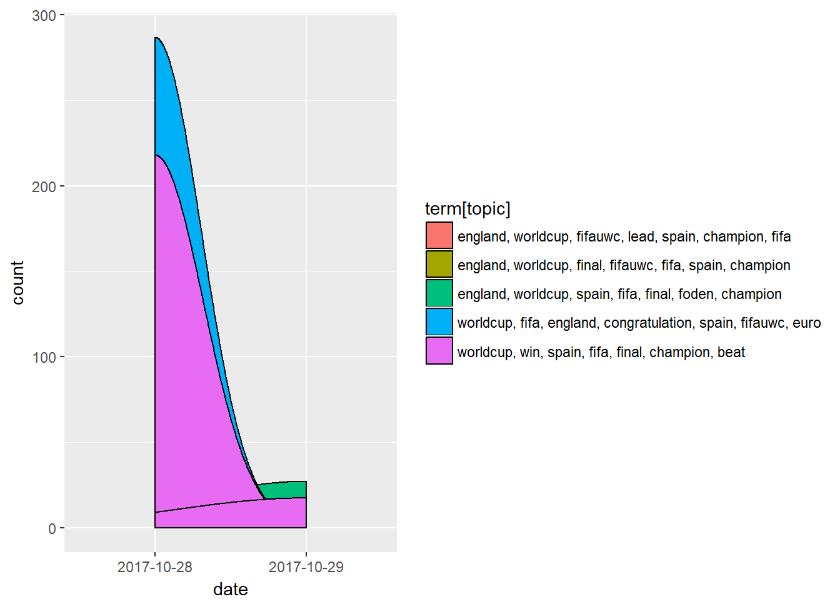 300
200
100
0
count
2017-10-28
2017-10-29
date
term[topic]
england, worldcup, fifauwc, lead, spain, champion, fifa
england, worldcup, final, fifauwc, fifa, spain, champion
england, worldcup, spain, fifa, final, foden, champion
worldcup, fifa, england, congratulation, spain, fifauwc, euro
worldcup, win, spain, fifa, final, champion, beat